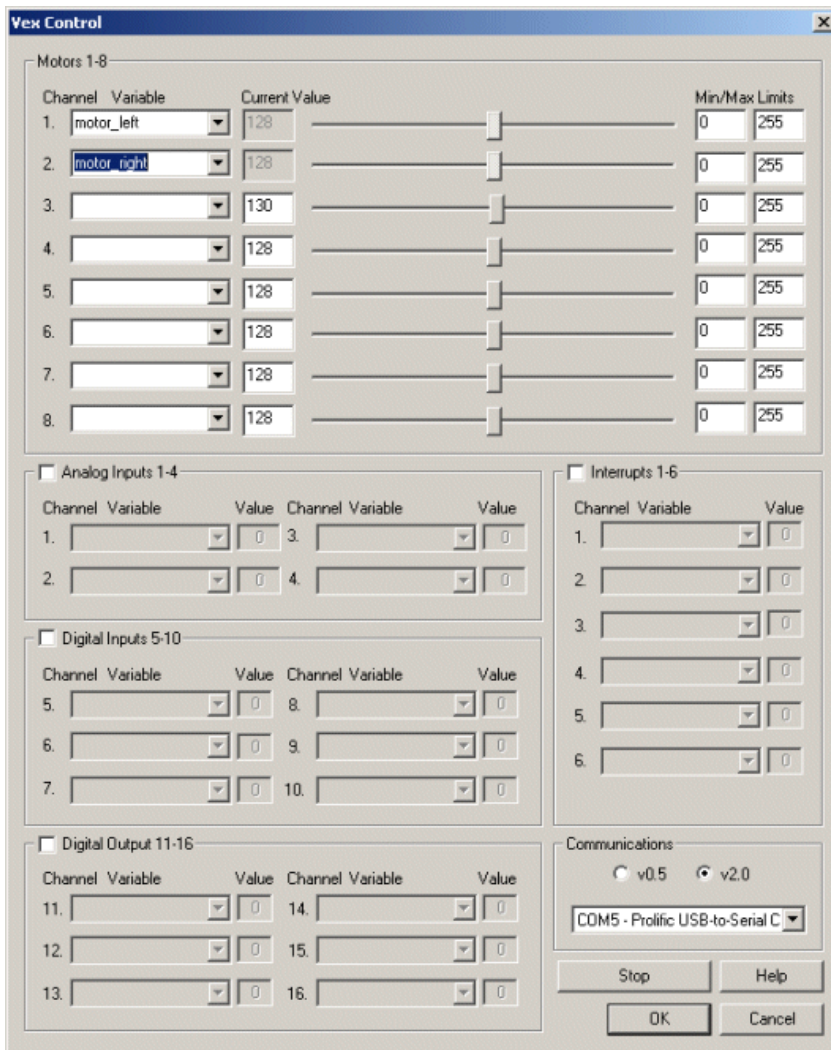 Vex Control
Motors 1-8
Channel Variable Current Value Min/Max Limits
1. motor_left 128 0 255
2. motor_right 128 0 255
3. 130 0 255
4. 128 0 255
5. 128 0 255
6. 128 0 255
7. 128 0 255
8. 128 0 255
Analog Inputs 1-4
Channel Variable Value Channel Variable Value
1. 0 3. 0
2. 0 4. 0
Interrupts 1-6
Channel Variable Value
1. 0
2. 0
3. 0
4. 0
5. 0
6. 0
Digital Inputs 5-10
Channel Variable Value Channel Variable Value
5. 0 8. 0
6. 0 9. 0
7. 0 10. 0
Digital Output 11-16
Channel Variable Value Channel Variable Value
11. 0 14. 0
12. 0 15. 0
13. 0 16. 0
Communications
v0.5 v2.0
COM5 - Prolific USB-to-Serial C
Stop Help
OK Cancel